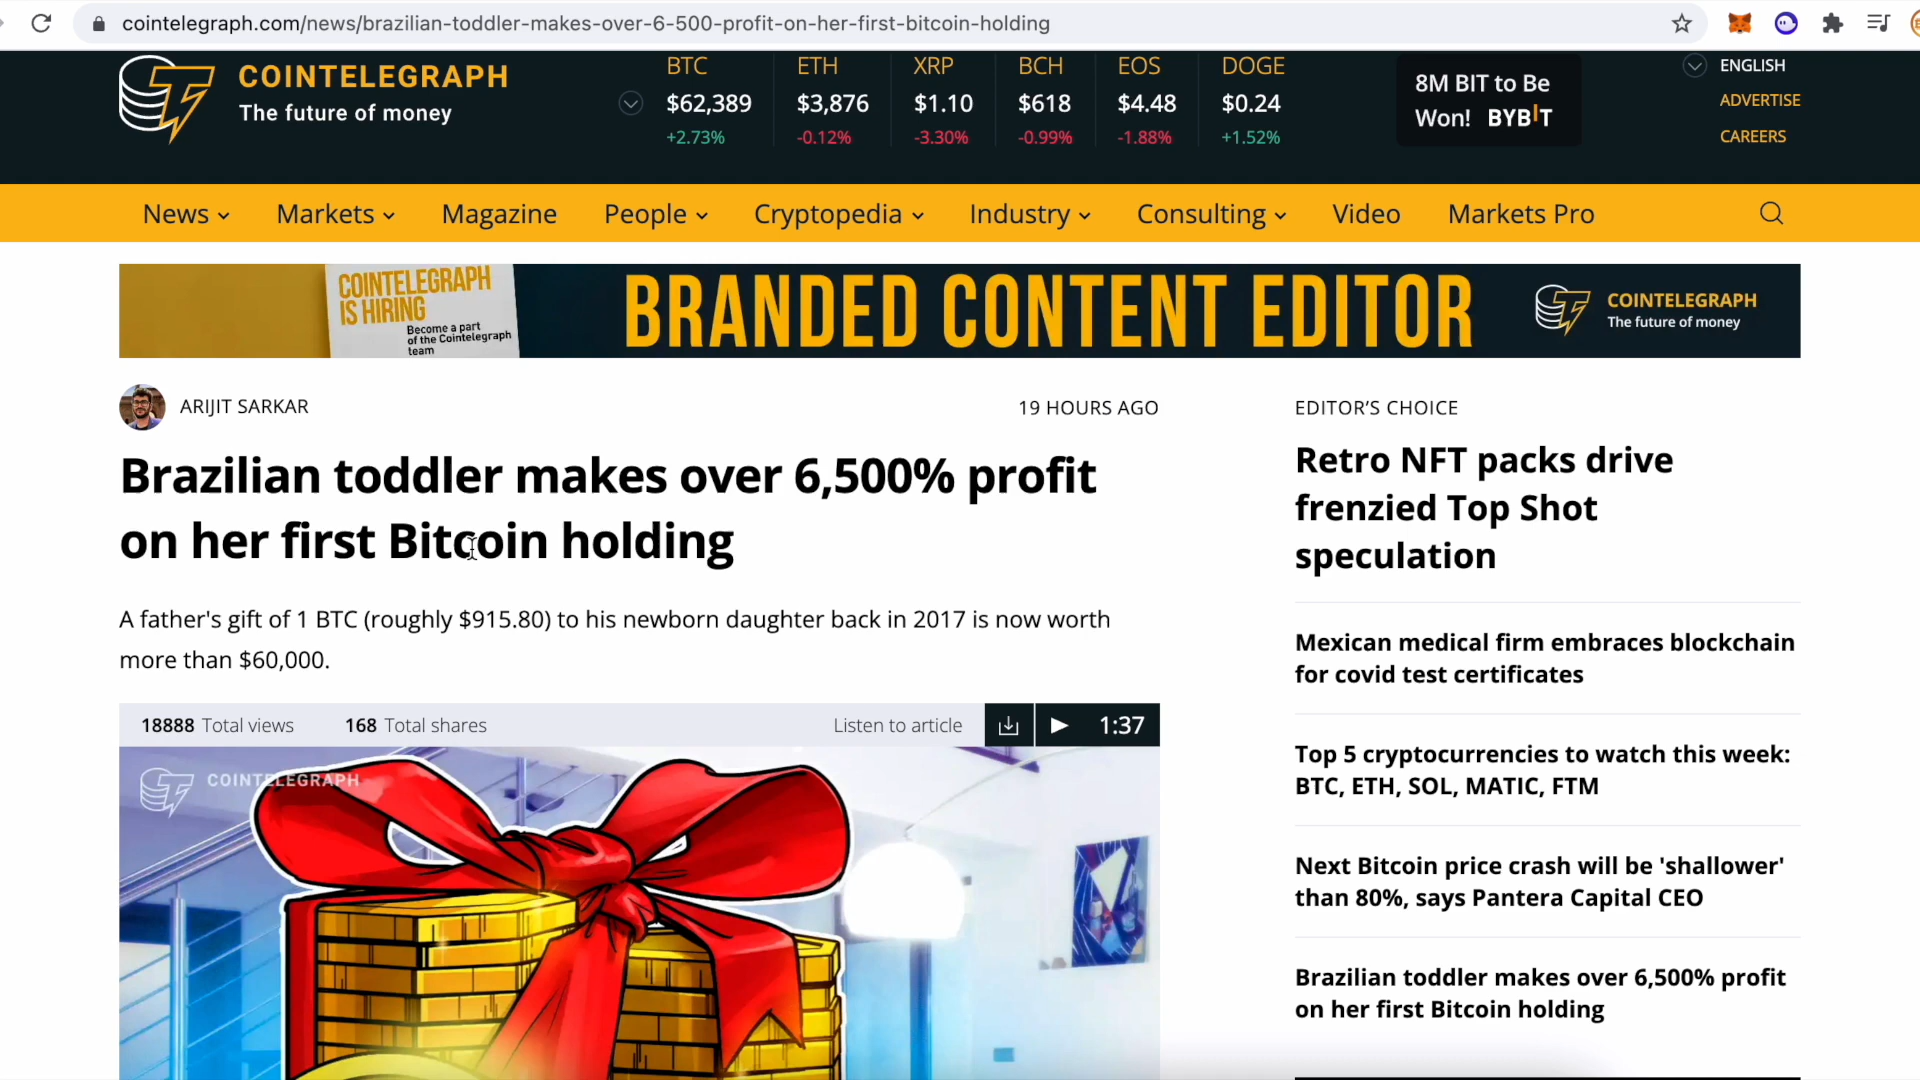 cointelegraph.com/news/brazilian-toddler-makes-over-6-500-profit-on-her-first-bitcoin-holding
COINTELEGRAPH
The future of money
BTC
$62,389
+2.73%
ETH
$3,876
-0.12%
XRP
$1.10
-3.30%
BCH
$618
-0.99%
EOS
$4.48
-1.88%
DOGE
$0.24
+1.52%
8M BIT to Be
Won! BYBIT
ENGLISH
ADVERTISE
CAREERS
News Markets Magazine People Cryptopedia Industry Consulting Video Markets Pro
COINTELEGRAPH
IS HIRING
Become a part
of the Cointelegraph
team
BRANDED CONTENT EDITOR
COINTELEGRAPH
The future of money
ARIJIT SARKAR
19 HOURS AGO
Brazilian toddler makes over 6,500% profit
on her first Bitcoin holding
A father's gift of 1 BTC (roughly $915.80) to his newborn daughter back in 2017 is now worth
more than $60,000.
18888 Total views 168 Total shares Listen to article 1:37
COINTELEGRAPH
EDITOR'S CHOICE
Retro NFT packs drive
frenzied Top Shot
speculation
Mexican medical firm embraces blockchain
for covid test certificates
Top 5 cryptocurrencies to watch this week:
BTC, ETH, SOL, MATIC, FTM
Next Bitcoin price crash will be 'shallower'
than 80%, says Pantera Capital CEO
Brazilian toddler makes over 6,500% profit
on her first Bitcoin holding